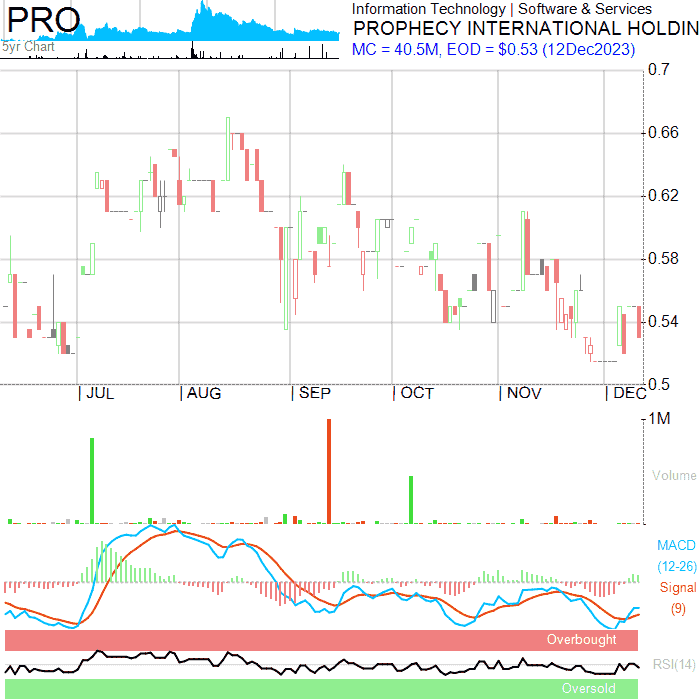 PRO
5yr Chart
Information Technology | Software & Services
PROPHECY INTERNATIONAL HOLDIN
MC = 40.5M, EOD = $0.53 (12Dec2023)
0.7
0.66
0.62
0.58
0.54
0.5
| JUL | AUG | SEP | OCT | NOV | DEC
1M
Volume
MACD
(12-26)
Signal
(9)
Overbought
RSI(14)
Oversold